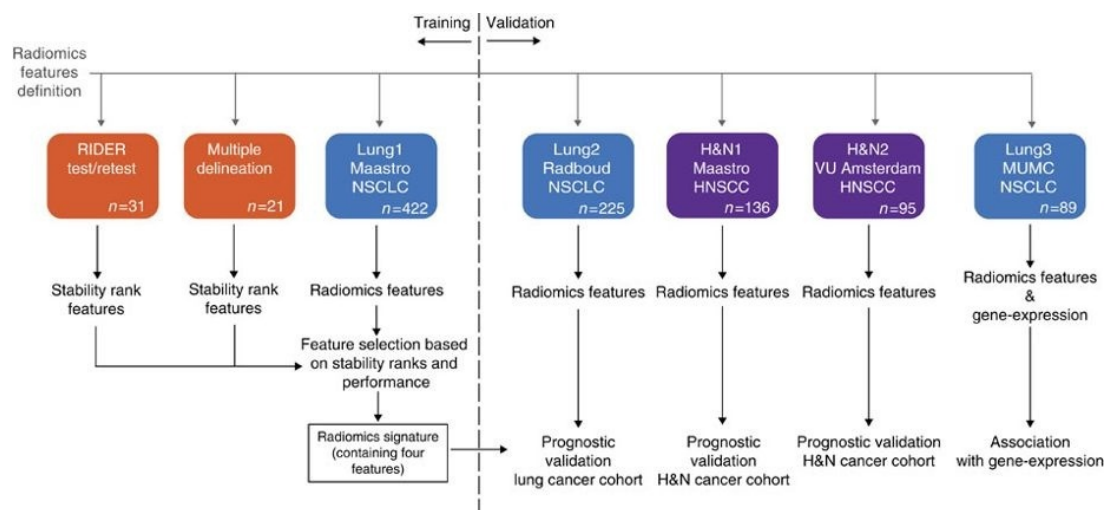 Training
Validation
Radiomics
features
definition
RIDER
test/retest
n=31
Multiple
delineation
n=21
Lung1
Maastro
NSCLC
n=422
Lung2
Radboud
NSCLC
n=225
H&N1
Maastro
HNSCC
n=136
H&N2
VU Amsterdam
HNSCC
n=95
Lung3
MUMC
NSCLC
n=89
Stability rank
features
Stability rank
features
Radiomics features
Radiomics features
Radiomics features
Radiomics features
Radiomics features
&
gene-expression
Feature selection based
on stability ranks and
performance
Radiomics signature
(containing four
features)
Prognostic
validation
lung cancer cohort
Prognostic
validation
H&N cancer cohort
Prognostic validation
H&N cancer cohort
Association
with gene-expression